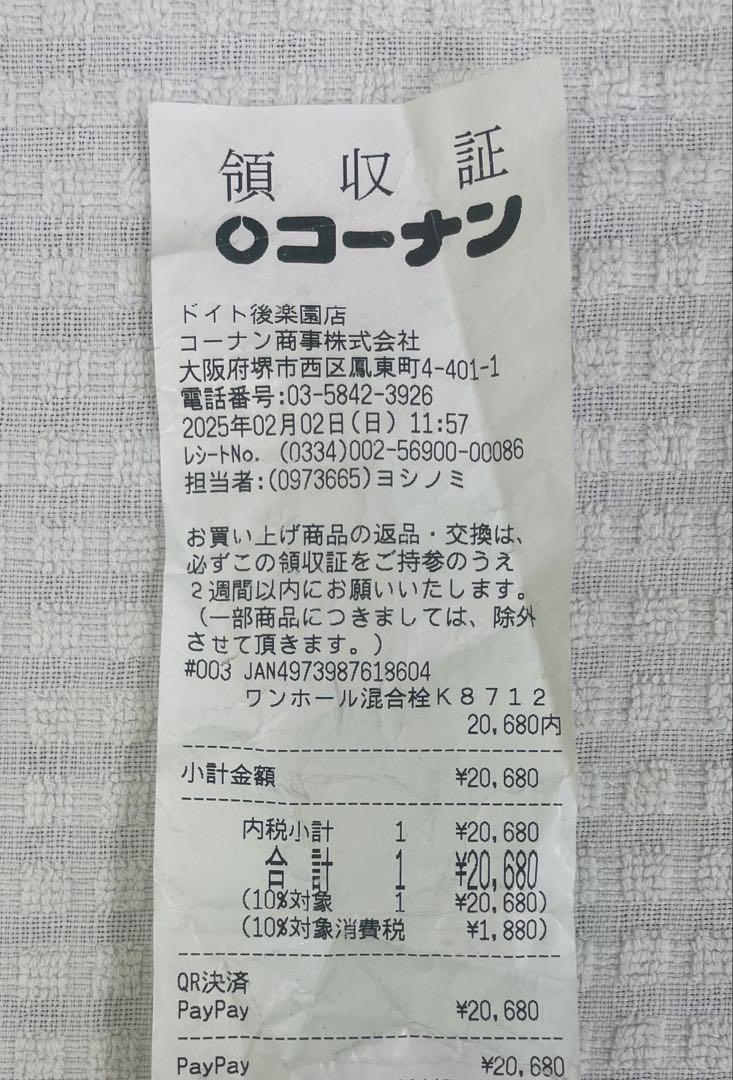 領収証
コーナン
ドイト後楽園店
コーナン商事株式会社
大阪府堺市西区鳳東町4-401-1
電話番号:03-5842-3926
2025年02月02日(日) 11:57
レシートNo. (0334)002-56900-00086
担当者:(0973665)ヨシノミ
お買い上げ商品の返品・交換は、
必ずこの領収証をご持参のうえ
2週間以内にお願いいたします。
(一部商品につきましては、除外
させて頂きます。)
#003 JAN4973987618604
ワンホール混合栓K8712
20,680内
小計金額 ¥20,680
内税小計 1 ¥20,680
合計 1 ¥20,680
(10%対象 1 ¥20,680)
(10%対象消費税 ¥1,880)
QR決済
PayPay ¥20,680
PayPay ¥20,680